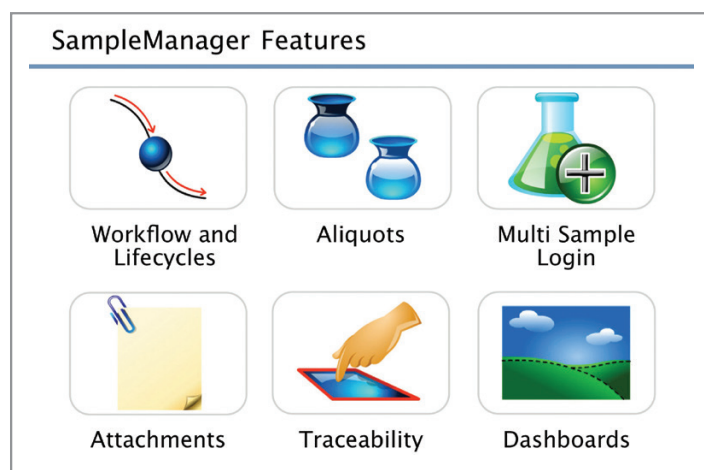 SampleManager Features
Workflow and
Lifecycles
Aliquots
Multi Sample
Login
Attachments
Traceability
Dashboards